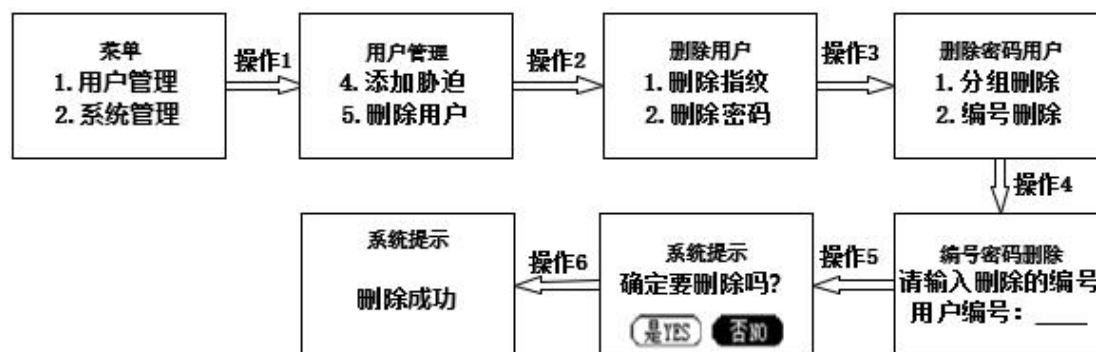 菜单
1.用户管理
2.系统管理
操作1
用户管理
4.添加胁迫
5.删除用户
操作2
删除用户
1.删除指纹
2.删除密码
操作3
删除密码用户
1.分组删除
2.编号删除
操作4
编号密码删除
请输入删除的编号
用户编号：____
操作5
系统提示
确定要删除吗?
是YES 否NO
操作6
系统提示
删除成功